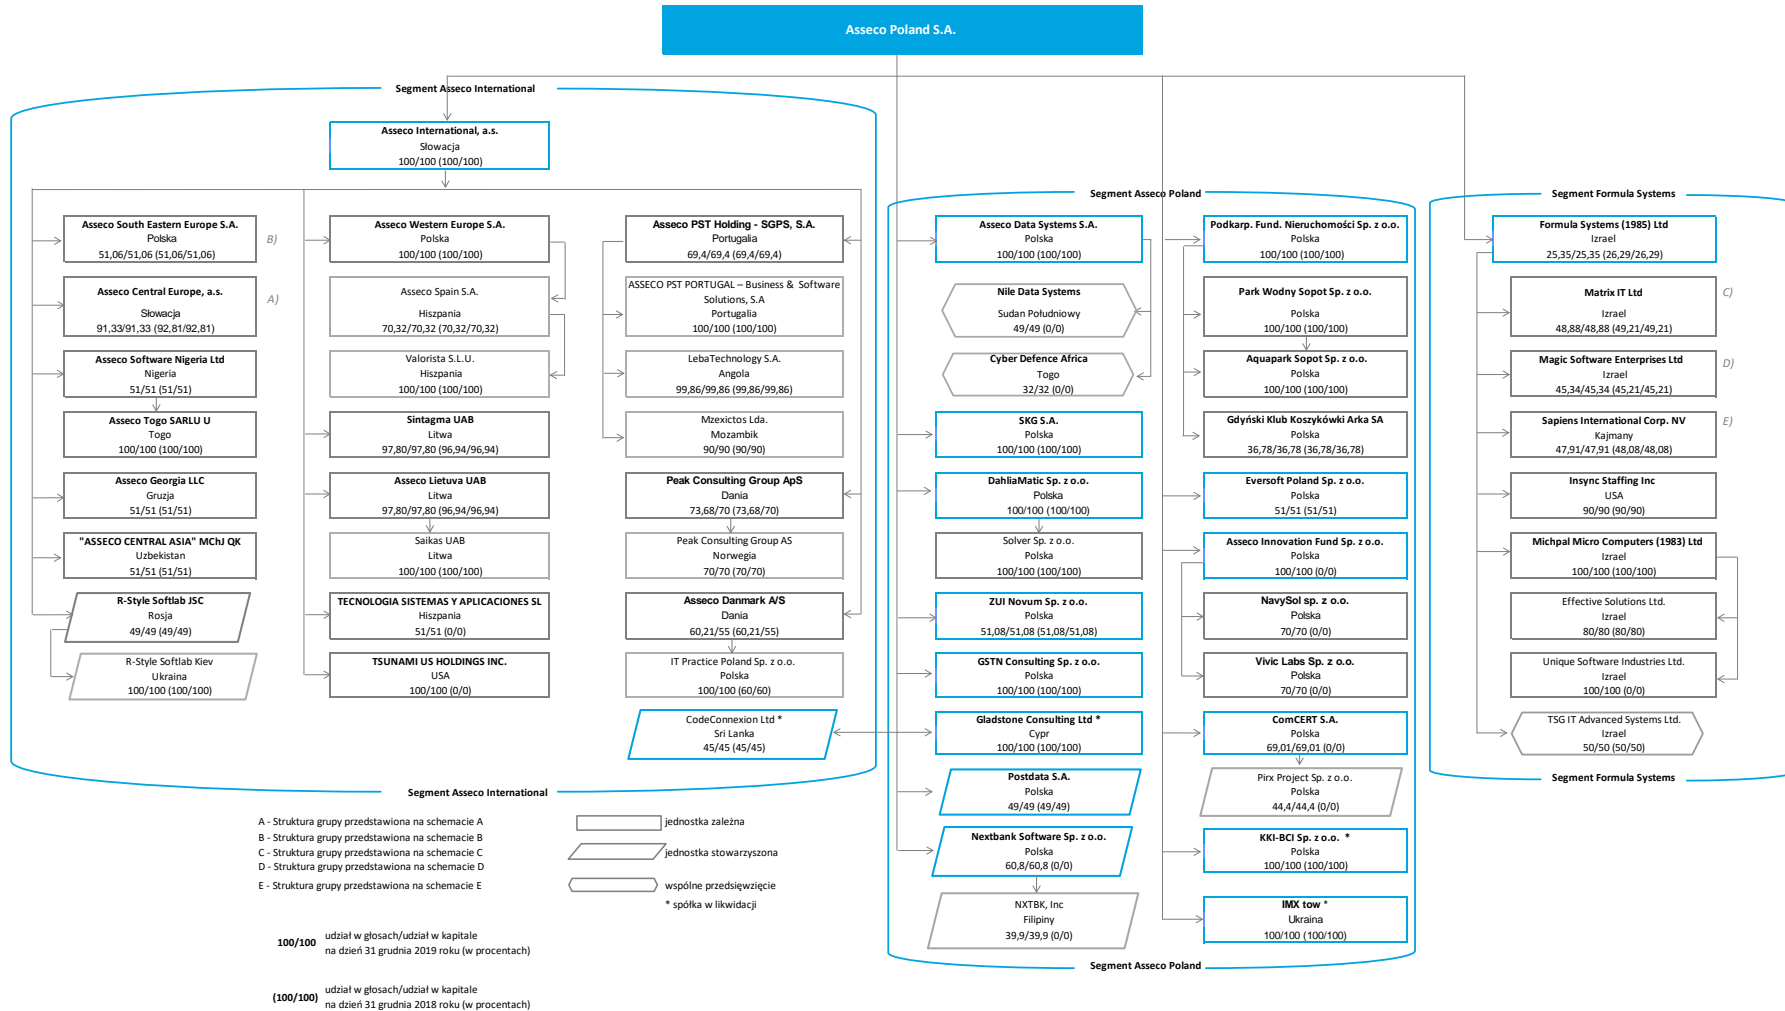 Asseco Poland S.A.
Segment Asseco International
Asseco International, a.s.
Słowacja
100/100 (100/100)
Asseco South Eastern Europe S.A.
Polska
51,06/51,06 (51,06/51,06)
B)
Asseco Central Europe, a.s.
Słowacja
91,33/91,33 (92,81/92,81)
A)
Asseco Software Nigeria Ltd
Nigeria
51/51 (51/51)
Asseco Togo SARLU U
Togo
100/100 (100/100)
Asseco Georgia LLC
Gruzja
51/51 (51/51)
"ASSECO CENTRAL ASIA" MChJ QK
Uzbekistan
51/51 (51/51)
R-Style Softlab JSC
Rosja
49/49 (49/49)
R-Style Softlab Kiev
Ukraina
100/100 (100/100)
Asseco Western Europe S.A.
Polska
100/100 (100/100)
Asseco Spain S.A.
Hiszpania
70,32/70,32 (70,32/70,32)
Valorista S.L.U.
Hiszpania
100/100 (100/100)
Sintagma UAB
Litwa
97,80/97,80 (96,94/96,94)
Asseco Lietuva UAB
Litwa
97,80/97,80 (96,94/96,94)
Saikas UAB
Litwa
100/100 (100/100)
TECNOLOGIA SISTEMAS Y APLICACIONES SL
Hiszpania
51/51 (0/0)
TSUNAMI US HOLDINGS INC.
USA
100/100 (0/0)
Asseco PST Holding - SGPS, S.A.
Portugalia
69,4/69,4 (69,4/69,4)
ASSECO PST PORTUGAL – Business & Software
Solutions, S.A
Portugalia
100/100 (100/100)
LebaTechnology S.A.
Angola
99,86/99,86 (99,86/99,86)
Mzexictos Lda.
Mozambik
90/90 (90/90)
Peak Consulting Group ApS
Dania
73,68/70 (73,68/70)
Peak Consulting Group AS
Norwegia
70/70 (70/70)
Asseco Danmark A/S
Dania
60,21/55 (60,21/55)
IT Practice Poland Sp. z o.o.
Polska
100/100 (60/60)
CodeConnexion Ltd *
Sri Lanka
45/45 (45/45)
Segment Asseco International
Segment Asseco Poland
Asseco Data Systems S.A.
Polska
100/100 (100/100)
Nile Data Systems
Sudan Południowy
49/49 (0/0)
Cyber Defence Africa
Togo
32/32 (0/0)
SKG S.A.
Polska
100/100 (100/100)
DahliaMatic Sp. z o.o.
Polska
100/100 (100/100)
Solver Sp. z o.o.
Polska
100/100 (100/100)
ZUI Novum Sp. z o.o.
Polska
51,08/51,08 (51,08/51,08)
GSTN Consulting Sp. z o.o.
Polska
100/100 (100/100)
Gladstone Consulting Ltd *
Cypr
100/100 (100/100)
Postdata S.A.
Polska
49/49 (49/49)
Nextbank Software Sp. z o.o.
Polska
60,8/60,8 (0/0)
NXTBK, Inc
Filipiny
39,9/39,9 (0/0)
Podkarp. Fund. Nieruchomości Sp. z o.o.
Polska
100/100 (100/100)
Park Wodny Sopot Sp. z o.o.
Polska
100/100 (100/100)
Aquapark Sopot Sp. z o.o.
Polska
100/100 (100/100)
Gdyński Klub Koszykówki Arka SA
Polska
36,78/36,78 (36,78/36,78)
Eversoft Poland Sp. z o.o.
Polska
51/51 (51/51)
Asseco Innovation Fund Sp. z o.o.
Polska
100/100 (0/0)
NavySol sp. z o.o.
Polska
70/70 (0/0)
Vivic Labs Sp. z o.o.
Polska
70/70 (0/0)
ComCERT S.A.
Polska
69,01/69,01 (0/0)
Pirx Project Sp. z o.o.
Polska
44,4/44,4 (0/0)
KKI-BCI Sp. z o.o. *
Polska
100/100 (100/100)
IMX tow *
Ukraina
100/100 (100/100)
Segment Asseco Poland
Segment Formula Systems
Formula Systems (1985) Ltd
Izrael
25,35/25,35 (26,29/26,29)
Matrix IT Ltd
Izrael
48,88/48,88 (49,21/49,21)
C)
Magic Software Enterprises Ltd
Izrael
45,34/45,34 (45,21/45,21)
D)
Sapiens International Corp. NV
Kajmany
47,91/47,91 (48,08/48,08)
E)
Insync Staffing Inc
USA
90/90 (90/90)
Michpal Micro Computers (1983) Ltd
Izrael
100/100 (100/100)
Effective Solutions Ltd.
Izrael
80/80 (80/80)
Unique Software Industries Ltd.
Izrael
100/100 (0/0)
TSG IT Advanced Systems Ltd.
Izrael
50/50 (50/50)
Segment Formula Systems
A - Struktura grupy przedstawiona na schemacie A
B - Struktura grupy przedstawiona na schemacie B
C - Struktura grupy przedstawiona na schemacie C
D - Struktura grupy przedstawiona na schemacie D
E - Struktura grupy przedstawiona na schemacie E
jednostka zależna
jednostka stowarzyszona
wspólne przedsięwzięcie
* spółka w likwidacji
100/100 udział w głosach/udział w kapitale
na dzień 31 grudnia 2019 roku (w procentach)
(100/100) udział w głosach/udział w kapitale
na dzień 31 grudnia 2018 roku (w procentach)